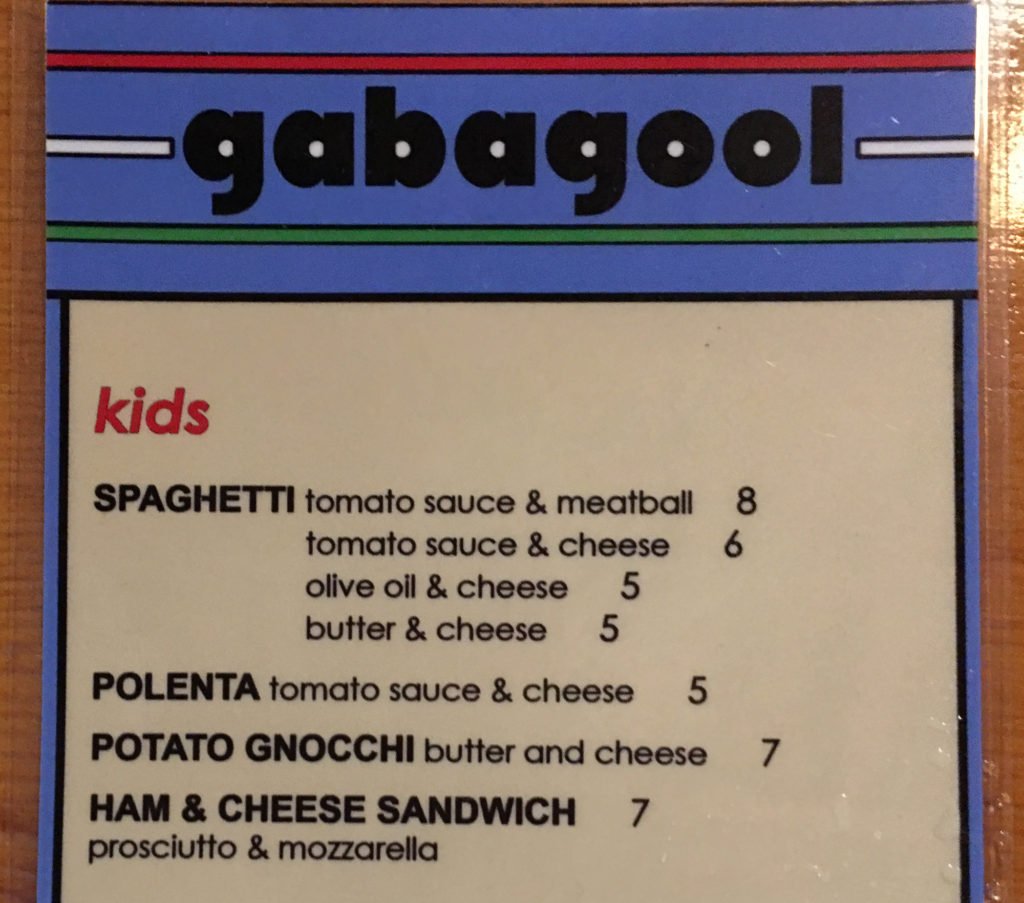 gabagool
kids
SPAGHETTI tomato sauce & meatball 8
tomato sauce & cheese 6
olive oil & cheese 5
butter & cheese 5
POLENTA tomato sauce & cheese 5
POTATO GNOCCHI butter and cheese 7
HAM & CHEESE SANDWICH 7
prosciutto & mozzarella